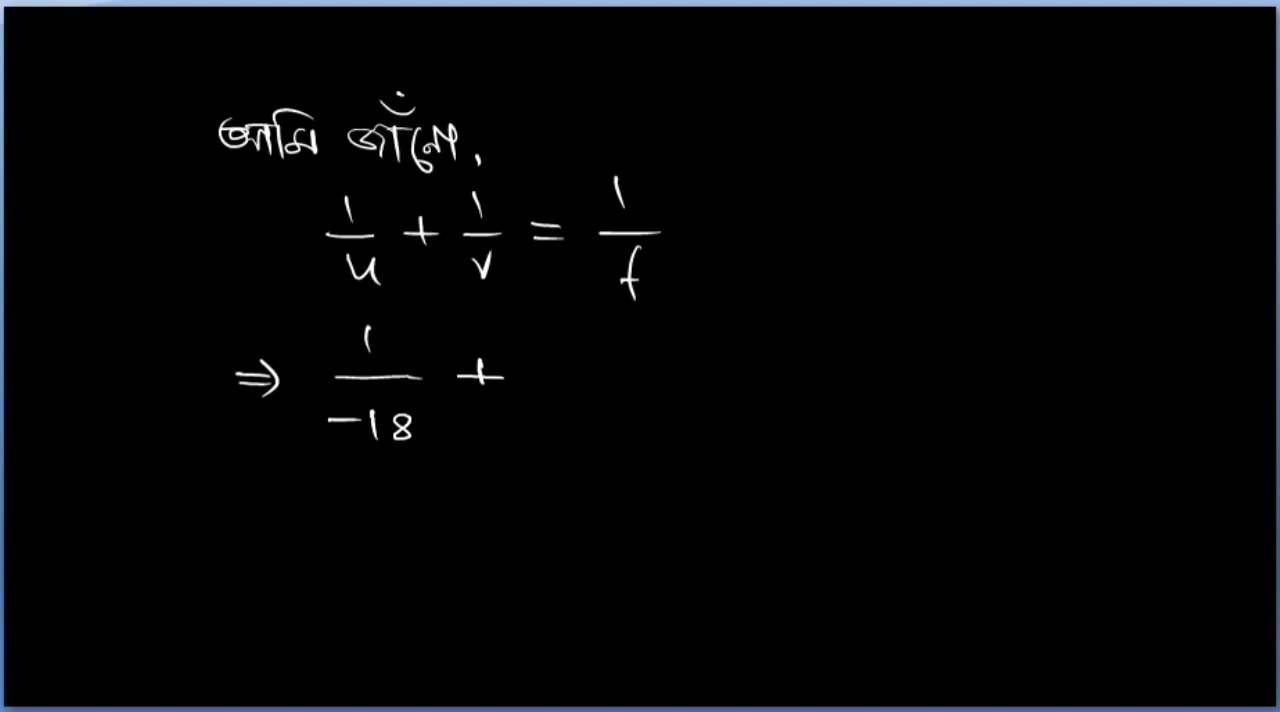 আমি জাঁনো,
1/u + 1/v = 1/f
⇒ 1/-18 +